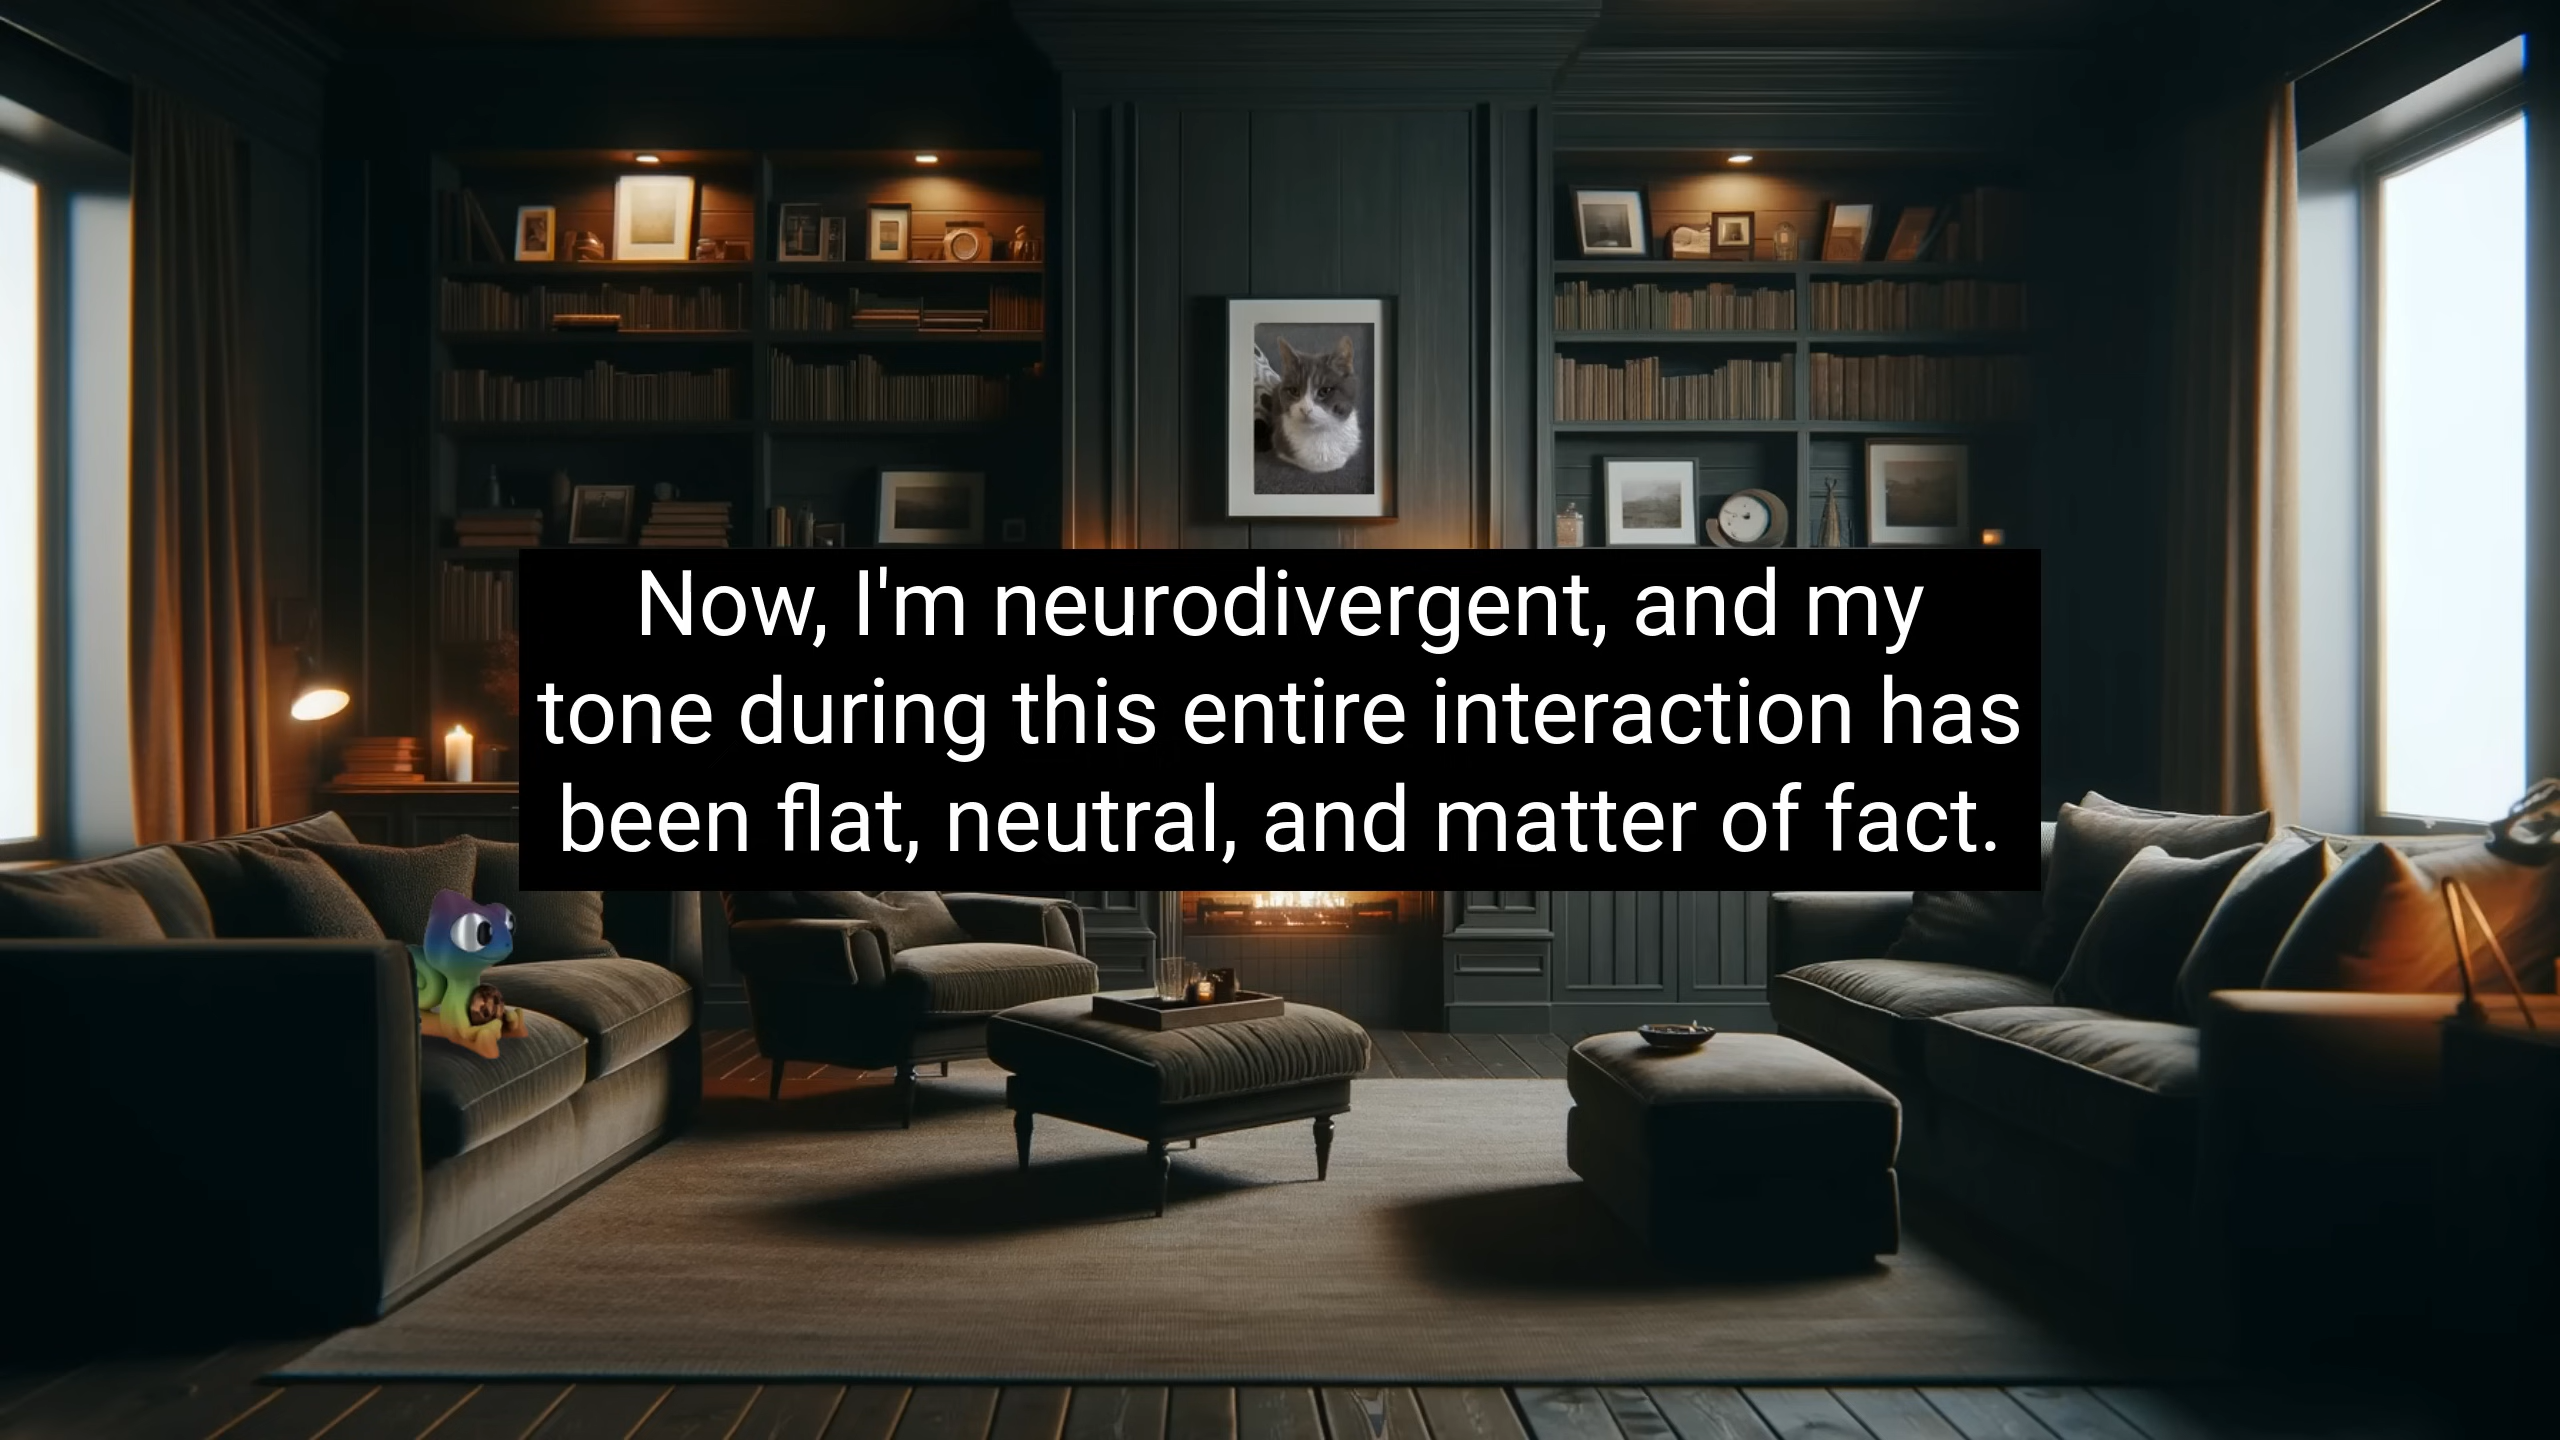 Now, I'm neurodivergent, and my
tone during this entire interaction has
been flat, neutral, and matter of fact.